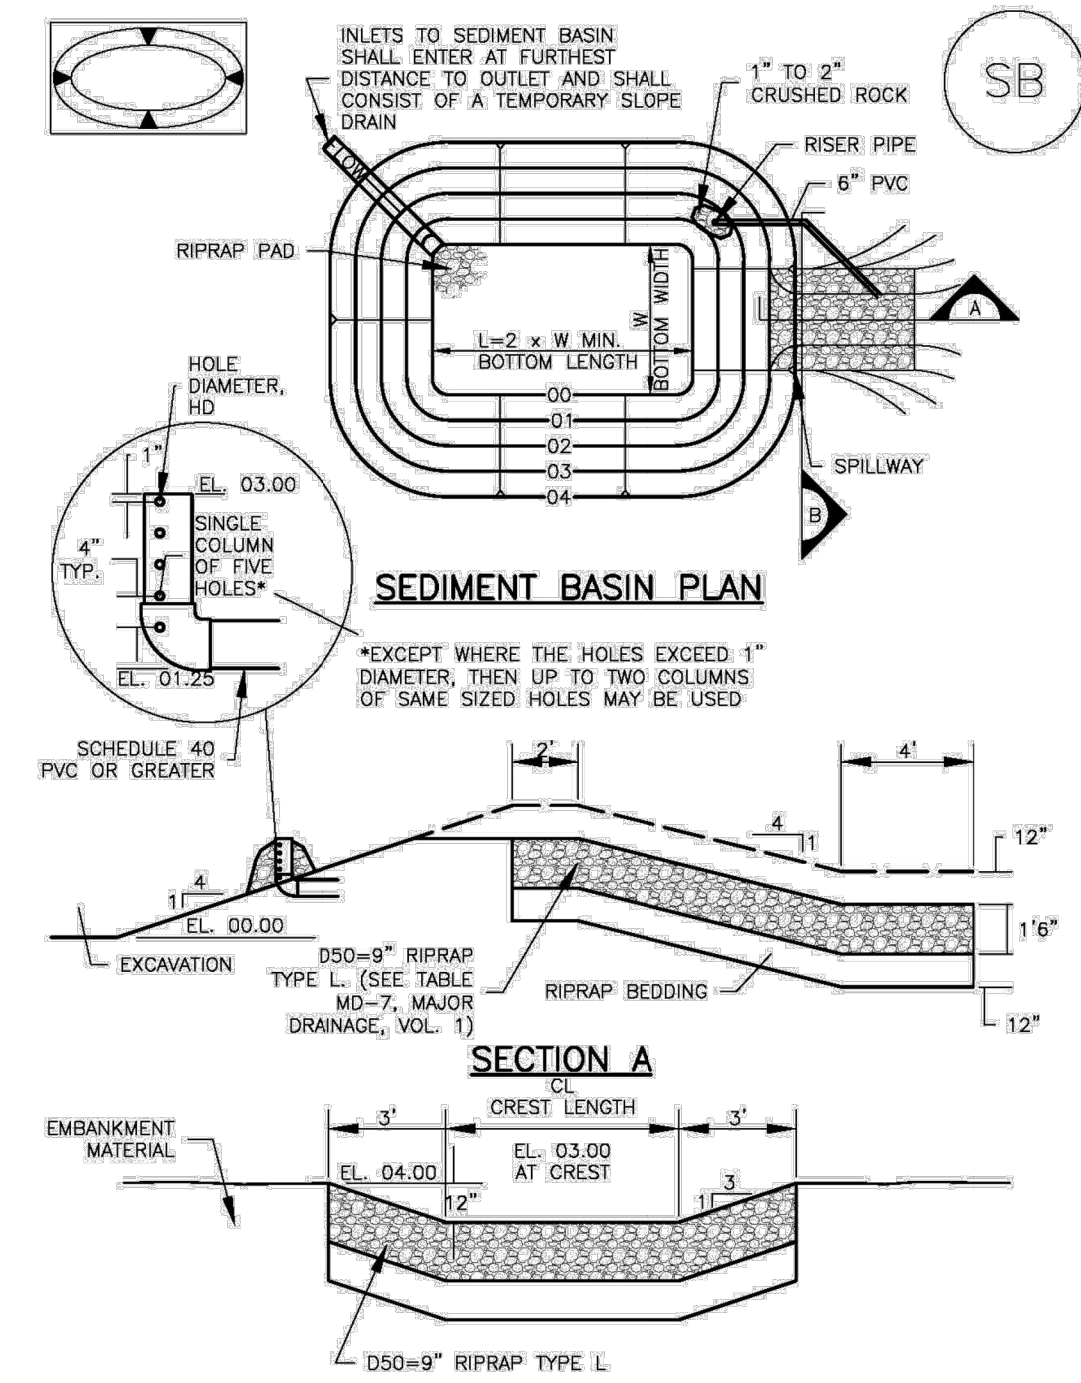 INLETS TO SEDIMENT BASIN
SHALL ENTER AT FURTHEST
DISTANCE TO OUTLET AND SHALL
CONSIST OF A TEMPORARY SLOPE
DRAIN
1" TO 2"
CRUSHED ROCK
SB
RISER PIPE
6" PVC
FLOW
RIPRAP PAD
A
W
BOTTOM WIDTH
L=2 x W MIN.
BOTTOM LENGTH
00
01
02
03
04
SPILLWAY
B
HOLE
DIAMETER,
HD
1"
EL. 03.00
4"
TYP.
SINGLE
COLUMN
OF FIVE
HOLES*
EL. 01.25
SCHEDULE 40
PVC OR GREATER
SEDIMENT BASIN PLAN
*EXCEPT WHERE THE HOLES EXCEED 1"
DIAMETER, THEN UP TO TWO COLUMNS
OF SAME SIZED HOLES MAY BE USED
2'
4'
4
1
12"
4
1
EL. 00.00
EXCAVATION
1'6"
D50=9" RIPRAP
TYPE L. (SEE TABLE
MD-7, MAJOR
DRAINAGE, VOL. 1)
RIPRAP BEDDING
12"
SECTION A
CL
CREST LENGTH
3'
3'
EMBANKMENT
MATERIAL
EL. 04.00
EL. 03.00
AT CREST
12"
3
1
D50=9" RIPRAP TYPE L